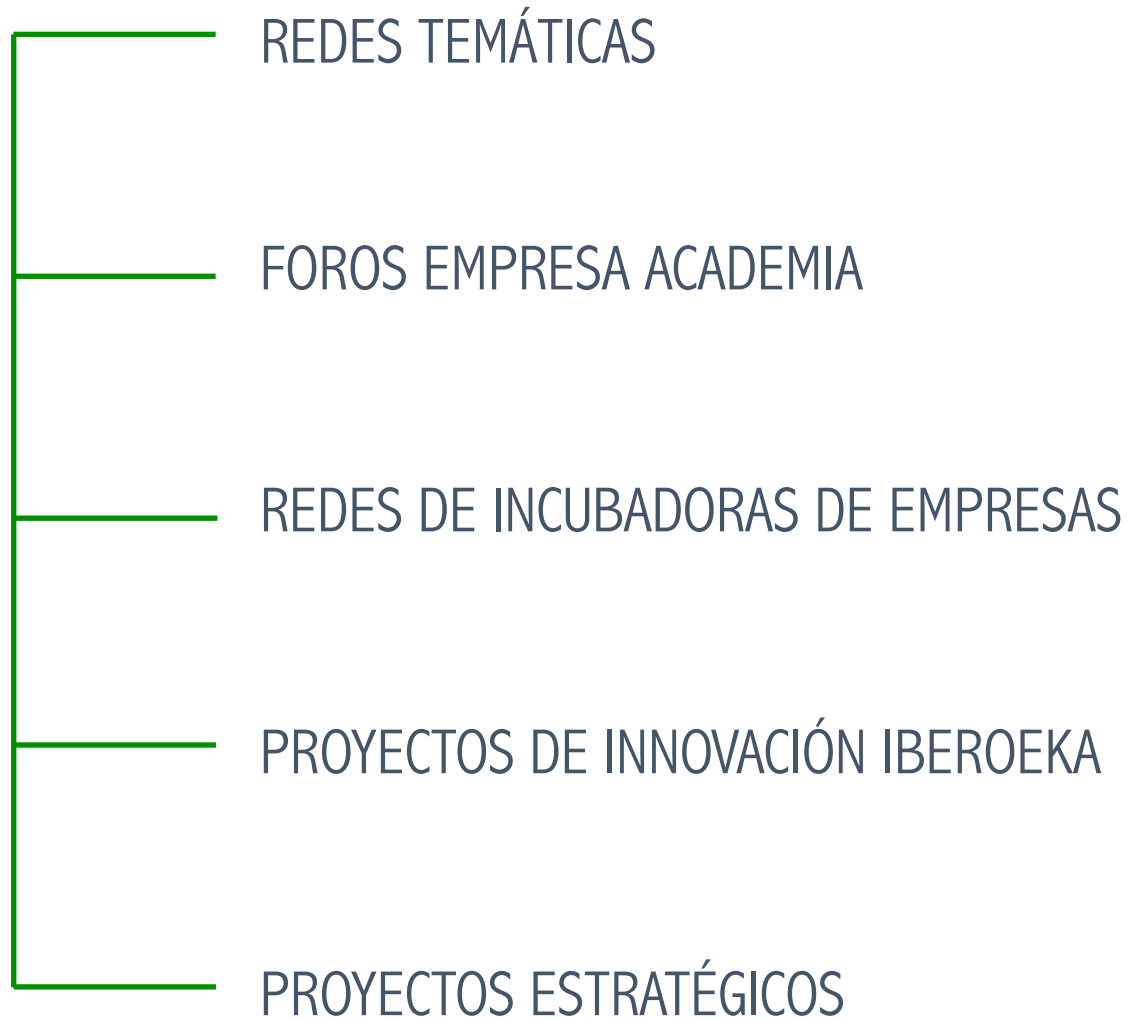 REDES TEMÁTICAS
FOROS EMPRESA ACADEMIA
REDES DE INCUBADORAS DE EMPRESAS
PROYECTOS DE INNOVACIÓN IBEROEKA
PROYECTOS ESTRATÉGICOS